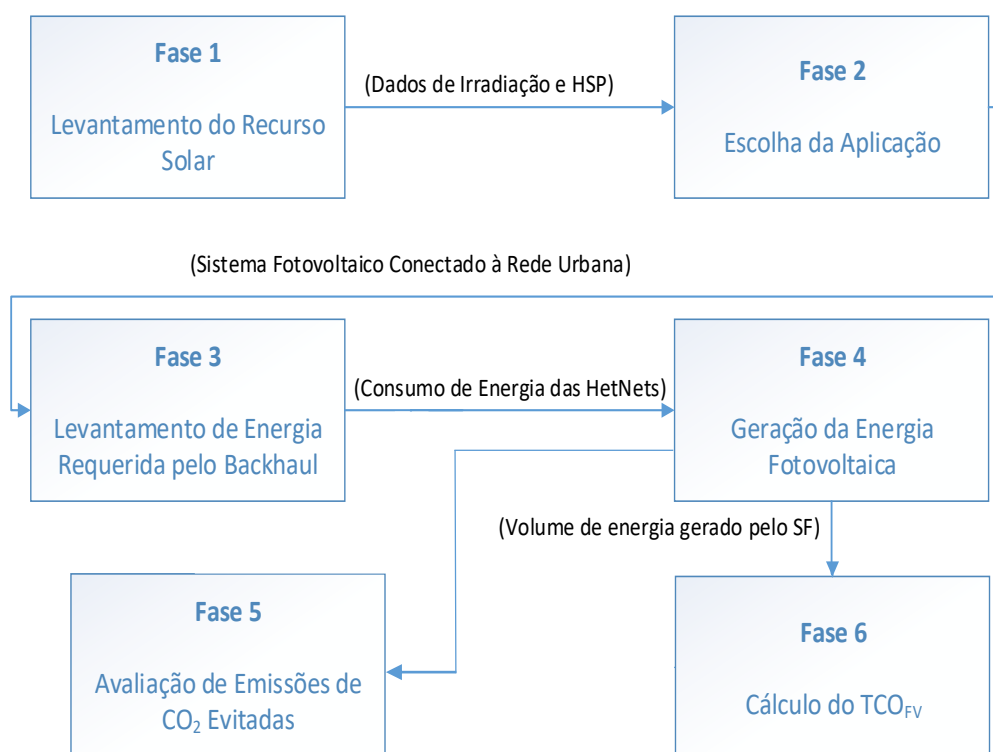 Fase 1
Levantamento do Recurso
Solar
(Dados de Irradiação e HSP)
Fase 2
Escolha da Aplicação
(Sistema Fotovoltaico Conectado à Rede Urbana)
Fase 3
Levantamento de Energia
Requerida pelo Backhaul
(Consumo de Energia das HetNets)
Fase 4
Geração da Energia
Fotovoltaica
(Volume de energia gerado pelo SF)
Fase 5
Avaliação de Emissões de
CO₂ Evitadas
Fase 6
Cálculo do TCO_FV